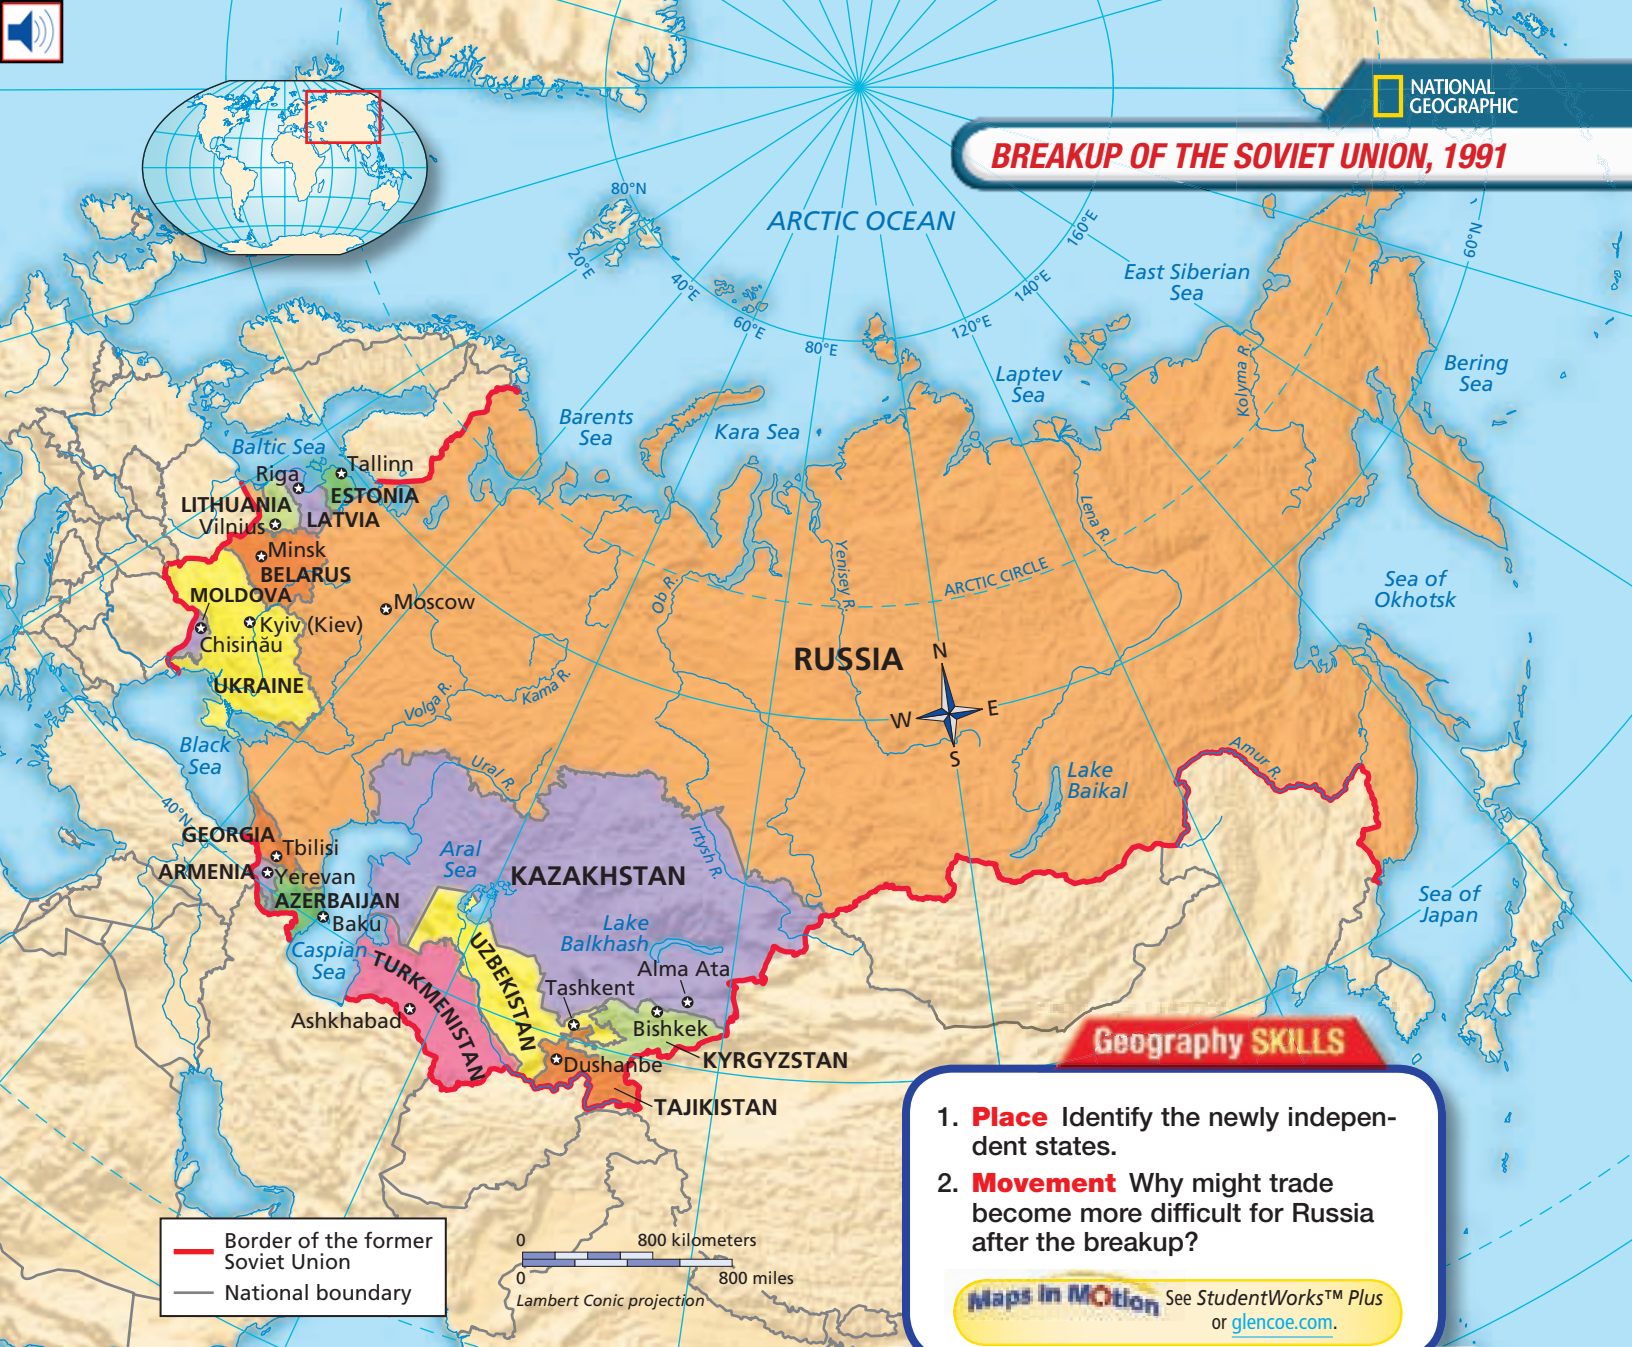 NATIONAL
GEOGRAPHIC
BREAKUP OF THE SOVIET UNION, 1991
80°N
ARCTIC OCEAN
20°E
40°E
60°E
80°E
120°E
140°E
160°E
60°N
East Siberian
Sea
Laptev
Sea
Bering
Sea
Kolyma R.
Barents
Sea
Kara Sea
Baltic Sea
Tallinn
Riga
ESTONIA
LITHUANIA
LATVIA
Vilnius
Minsk
BELARUS
MOLDOVA
Moscow
Kyiv (Kiev)
Chisinău
UKRAINE
Lena R.
Yenisey R.
Ob R.
ARCTIC CIRCLE
Sea of
Okhotsk
RUSSIA
N
W
E
S
Volga R.
Kama R.
Black
Sea
40°N
Ural R.
Amur R.
Lake
Baikal
GEORGIA
Tbilisi
ARMENIA
Yerevan
AZERBAIJAN
Baku
Aral
Sea
KAZAKHSTAN
Irtysh R.
Lake
Balkhash
Sea of
Japan
Caspian
Sea
TURKMENISTAN
UZBEKISTAN
Alma Ata
Tashkent
Ashkhabad
Bishkek
KYRGYZSTAN
Dushanbe
TAJIKISTAN
Border of the former
Soviet Union
National boundary
0
800 kilometers
0
800 miles
Lambert Conic projection
Geography SKILLS
1. Place Identify the newly indepen-
dent states.
2. Movement Why might trade
become more difficult for Russia
after the breakup?
Maps in MOtion See StudentWorks™ Plus
or glencoe.com.